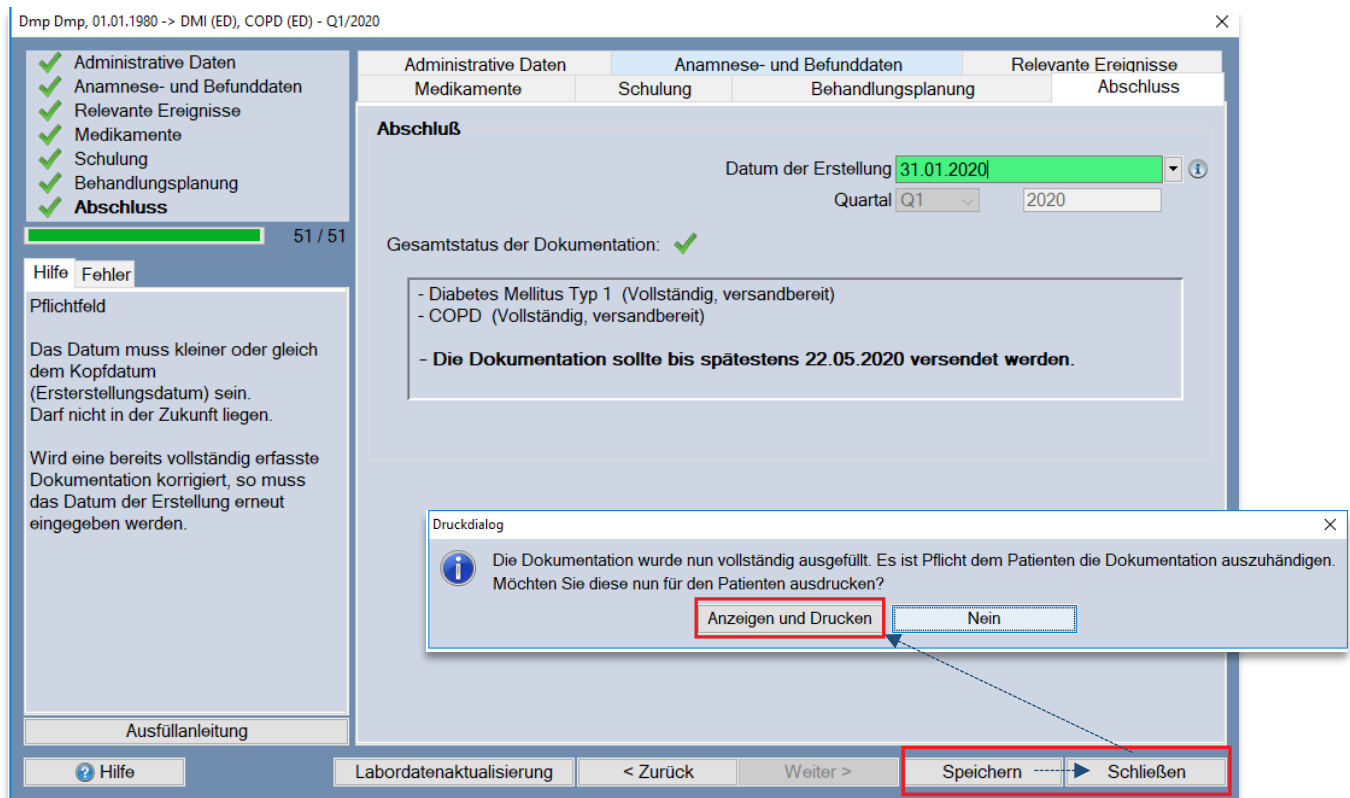 Dmp Dmp, 01.01.1980 -> DMI (ED), COPD (ED) - Q1/2020
Administrative Daten
Anamnese- und Befunddaten
Relevante Ereignisse
Medikamente
Schulung
Behandlungsplanung
Abschluss
51 / 51
Hilfe Fehler
Pflichtfeld
Das Datum muss kleiner oder gleich
dem Kopfdatum
(Ersterstellungsdatum) sein.
Darf nicht in der Zukunft liegen.
Wird eine bereits vollständig erfasste
Dokumentation korrigiert, so muss
das Datum der Erstellung erneut
eingegeben werden.
Ausfüllanleitung
Administrative Daten Anamnese- und Befunddaten Relevante Ereignisse
Medikamente Schulung Behandlungsplanung Abschluss
Abschluß
Datum der Erstellung 31.01.2020
Quartal Q1 2020
Gesamtstatus der Dokumentation:
- Diabetes Mellitus Typ 1 (Vollständig, versandbereit)
- COPD (Vollständig, versandbereit)
- Die Dokumentation sollte bis spätestens 22.05.2020 versendet werden.
Druckdialog
Die Dokumentation wurde nun vollständig ausgefüllt. Es ist Pflicht dem Patienten die Dokumentation auszuhändigen.
Möchten Sie diese nun für den Patienten ausdrucken?
Anzeigen und Drucken Nein
Hilfe Labordatenaktualisierung < Zurück Weiter > Speichern Schließen